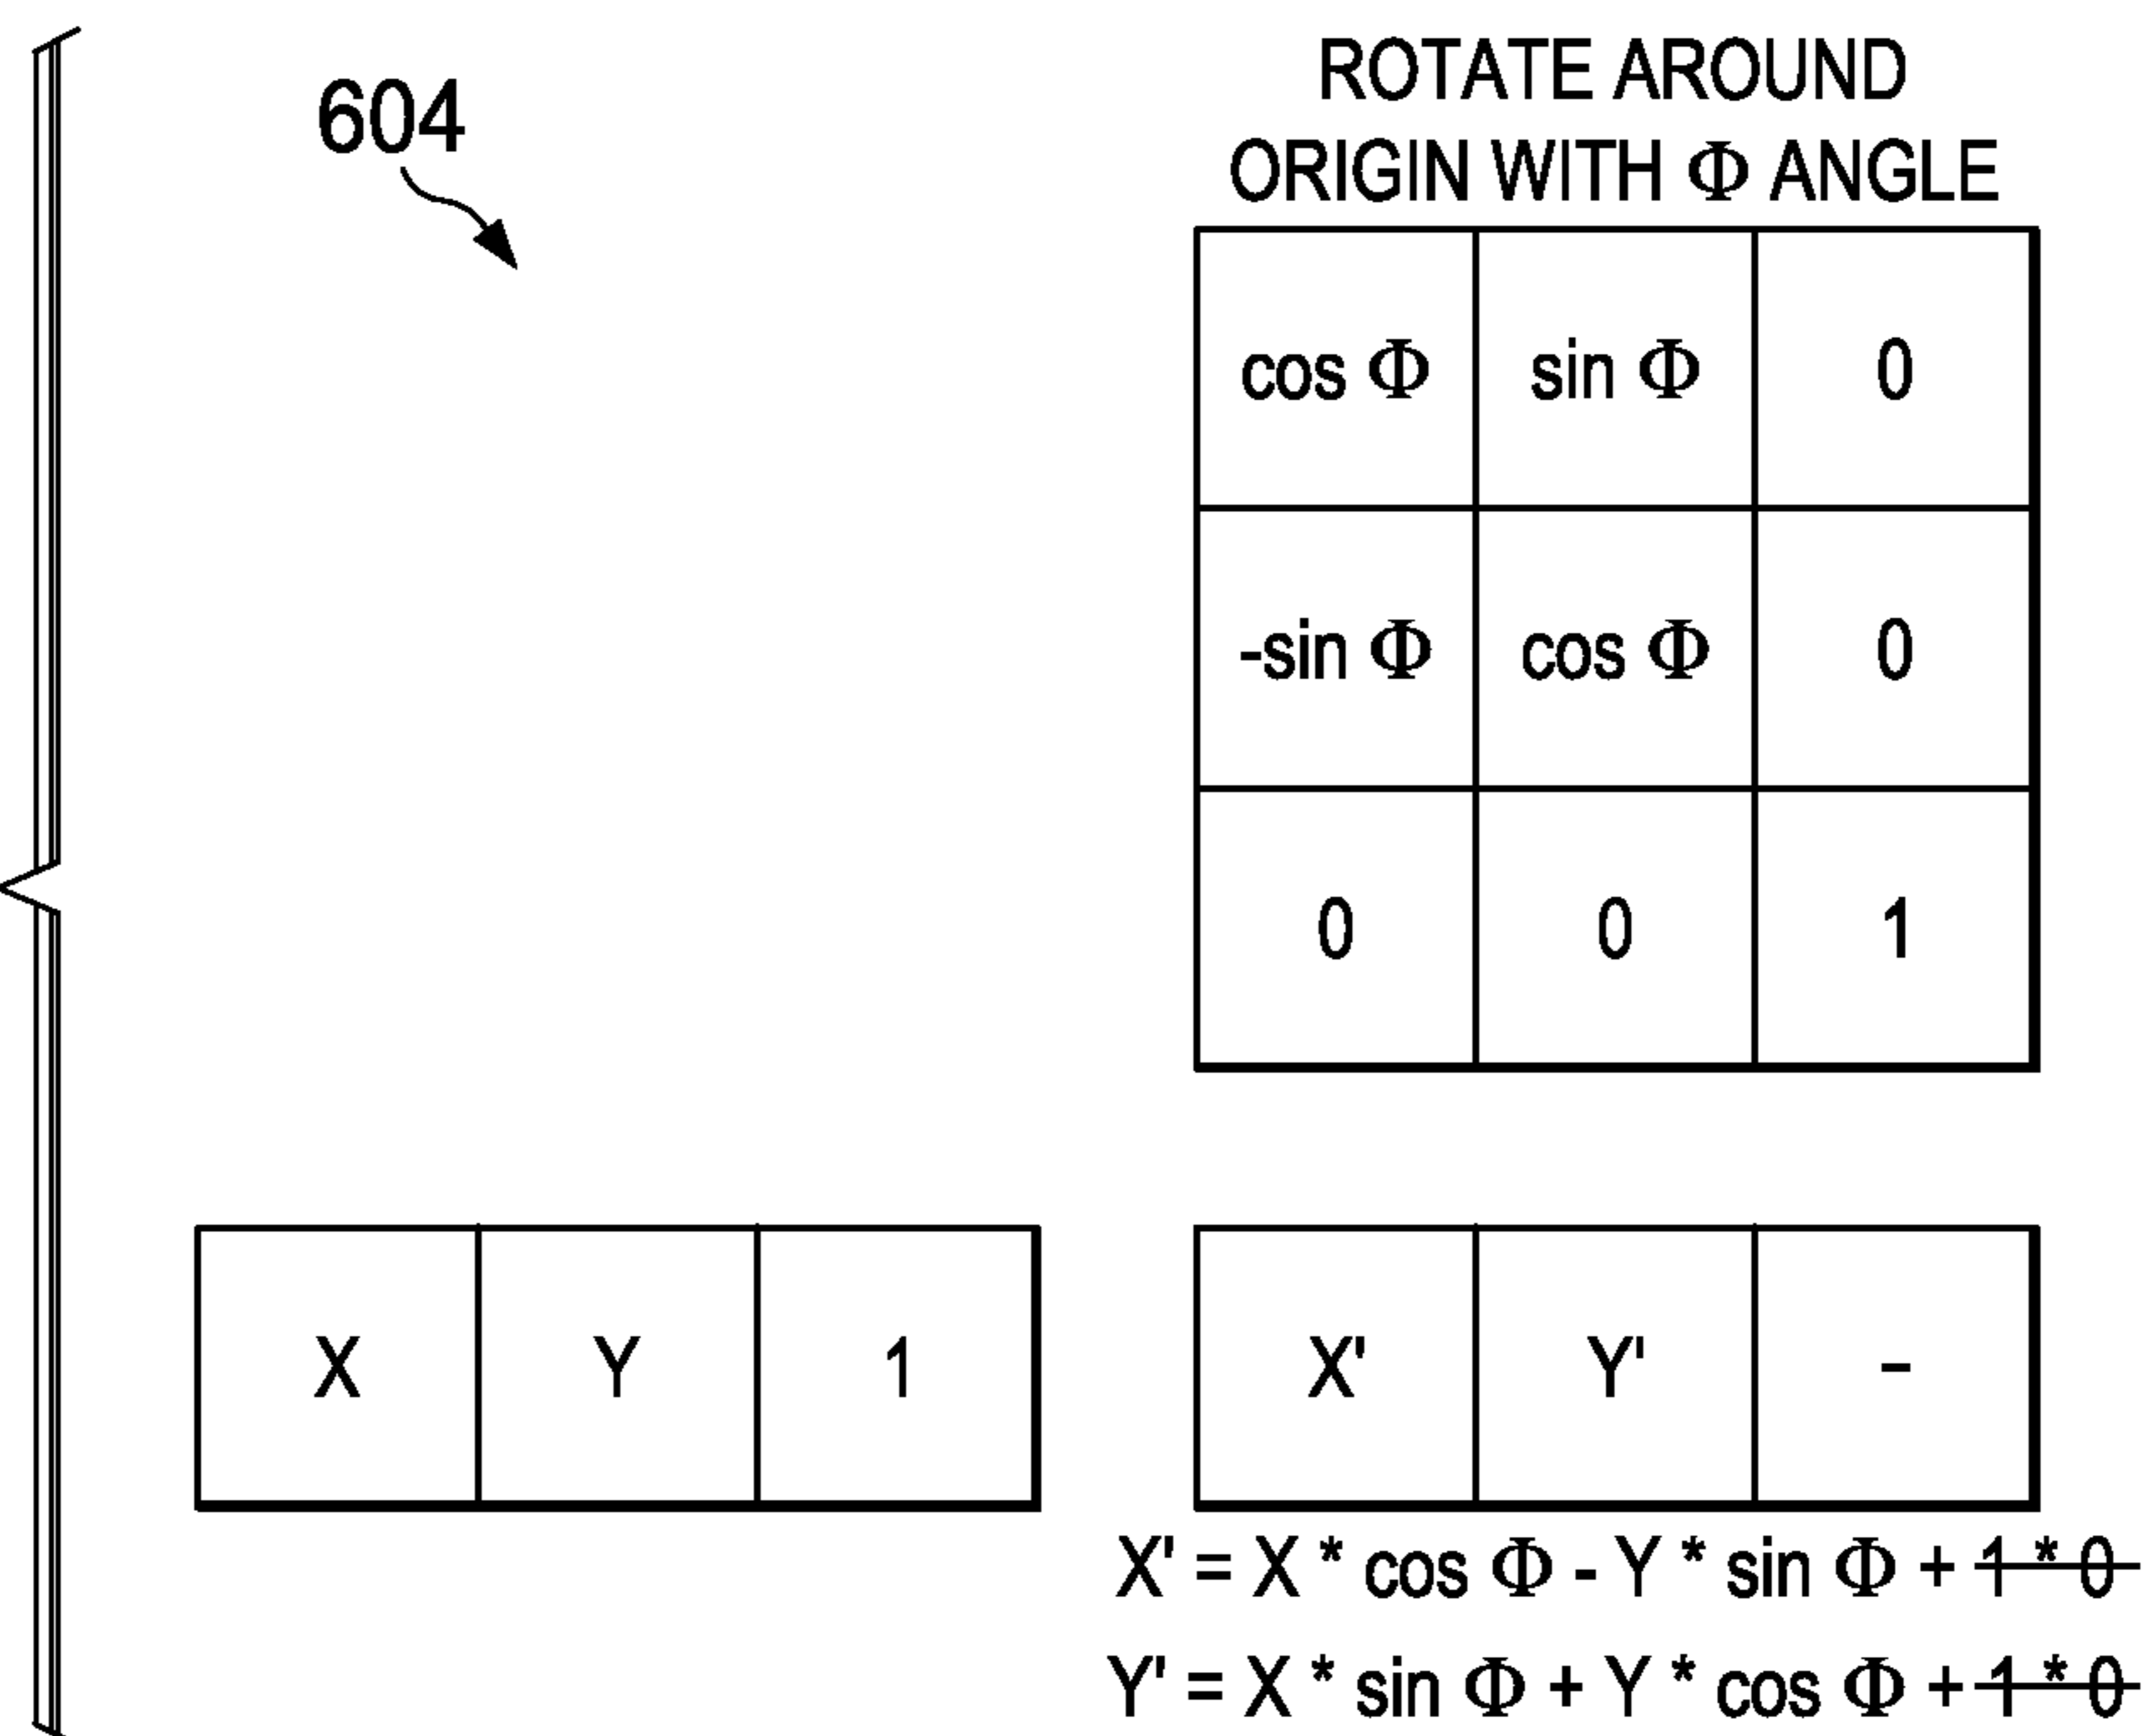 604
ROTATE AROUND
ORIGIN WITH Φ ANGLE
cos Φ sin Φ 0
-sin Φ cos Φ 0
0 0 1
X Y 1 X' Y' -
X' = X * cos Φ - Y * sin Φ + 1 * 0
Y' = X * sin Φ + Y * cos Φ + 1 * 0